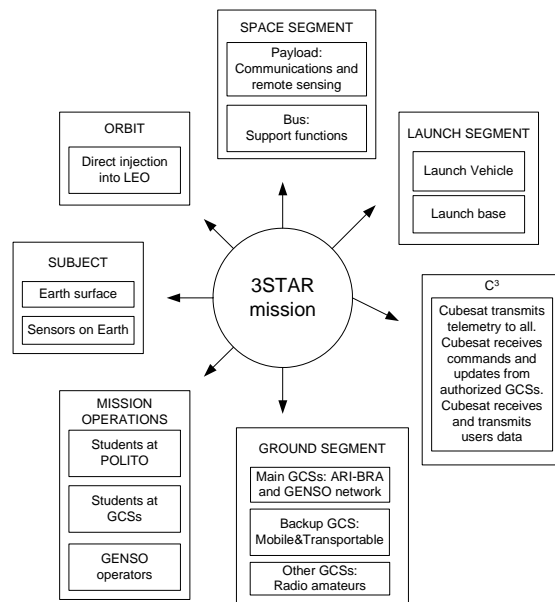 SPACE SEGMENT
Payload:
Communications and
remote sensing
Bus:
Support functions
ORBIT
Direct injection
into LEO
LAUNCH SEGMENT
Launch Vehicle
Launch base
SUBJECT
Earth surface
Sensors on Earth
3STAR
mission
C³
Cubesat transmits
telemetry to all.
Cubesat receives
commands and
updates from
authorized GCSs.
Cubesat receives
and transmits
users data
MISSION
OPERATIONS
Students at
POLITO
Students at
GCSs
GENSO
operators
GROUND SEGMENT
Main GCSs: ARI-BRA
and GENSO network
Backup GCS:
Mobile&Transportable
Other GCSs:
Radio amateurs